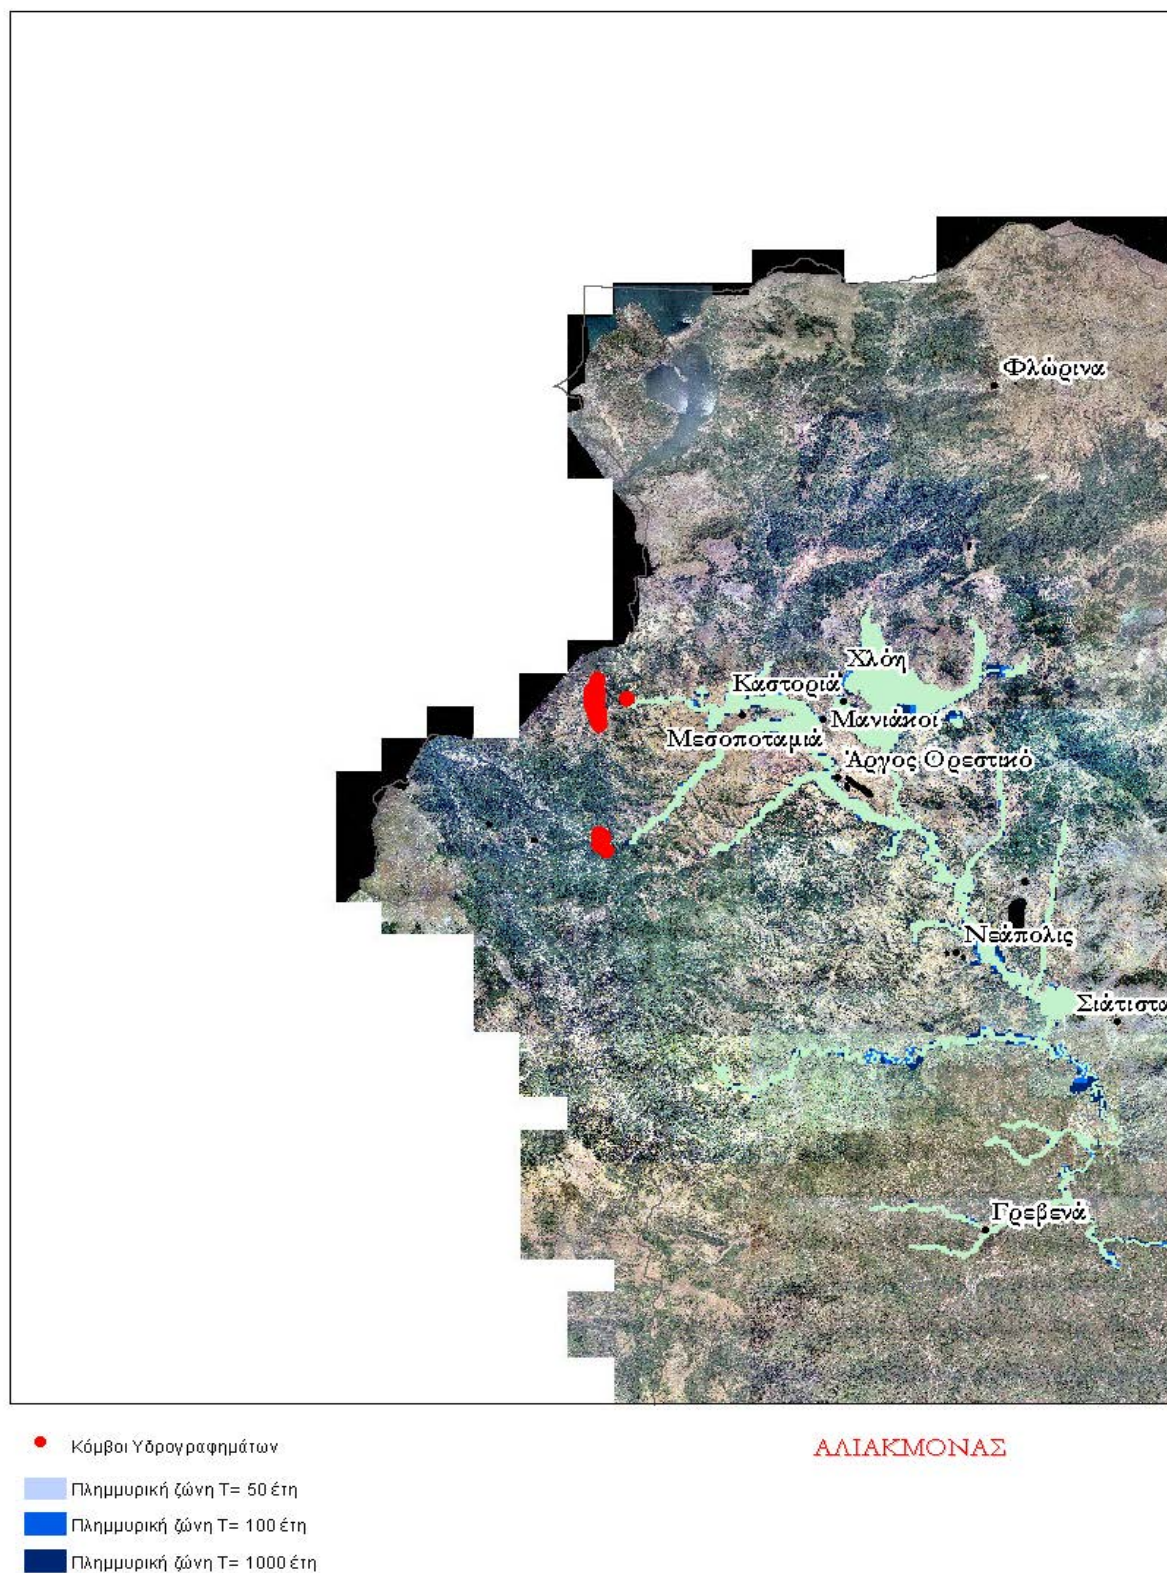 Φλώρινα
Χλόη
Καστοριά
Μανιάκοι
Μεσοποταμιά
Άργος Ορεστικό
Νεάπολις
Σιάτιστα
Γρεβενά
Κόμβοι Υδρογραφημάτων
ΑΛΙΑΚΜΟΝΑΣ
Πλημμυρική ζώνη Τ= 50 έτη
Πλημμυρική ζώνη Τ= 100 έτη
Πλημμυρική ζώνη Τ= 1000 έτη